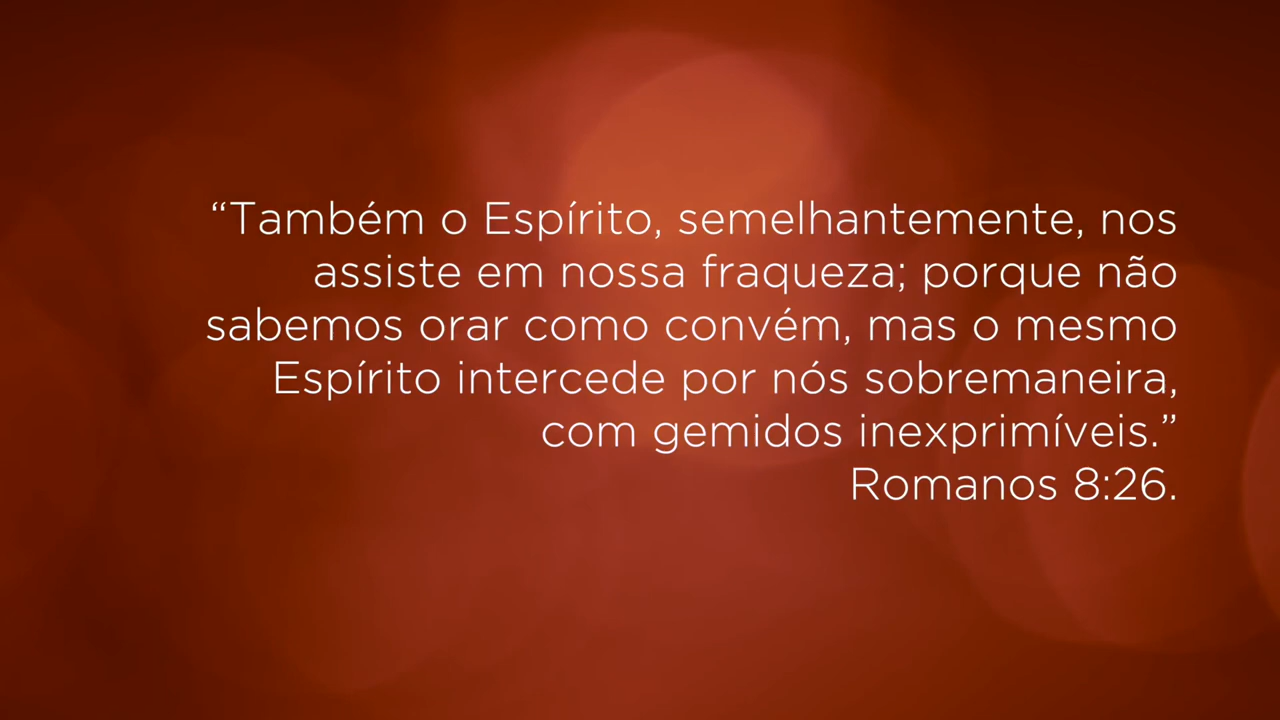 “Também o Espírito, semelhantemente, nos
assiste em nossa fraqueza; porque não
sabemos orar como convém, mas o mesmo
Espírito intercede por nós sobremaneira,
com gemidos inexprimíveis.”
Romanos 8:26.